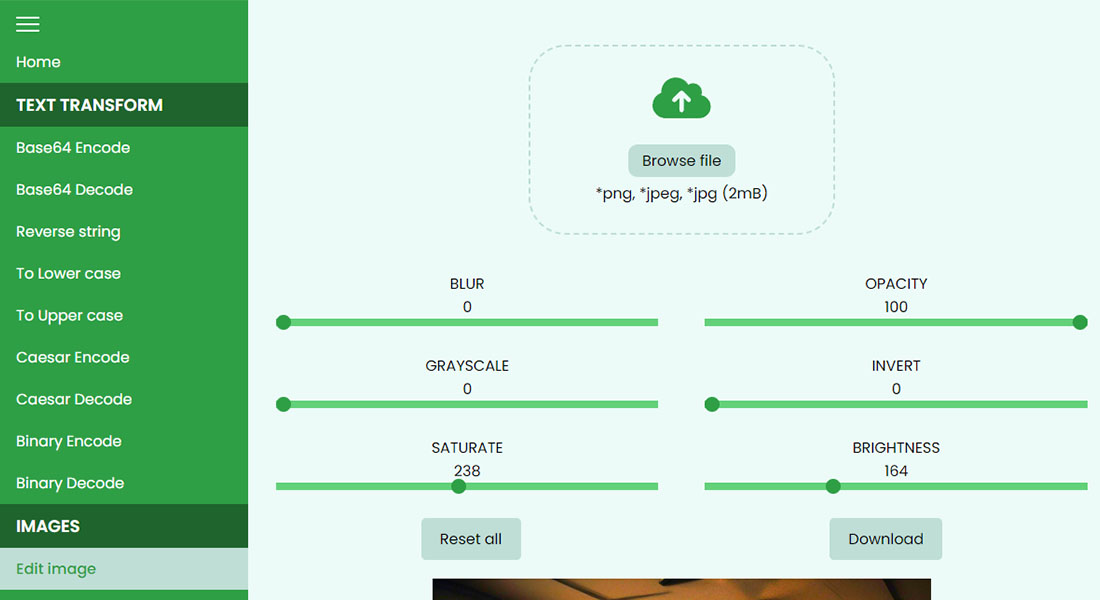 Home
TEXT TRANSFORM
Base64 Encode
Base64 Decode
Reverse string
To Lower case
To Upper case
Caesar Encode
Caesar Decode
Binary Encode
Binary Decode
IMAGES
Edit image
Browse file
*png, *jpeg, *jpg (2mB)
BLUR
0
OPACITY
100
GRAYSCALE
0
INVERT
0
SATURATE
238
BRIGHTNESS
164
Reset all
Download